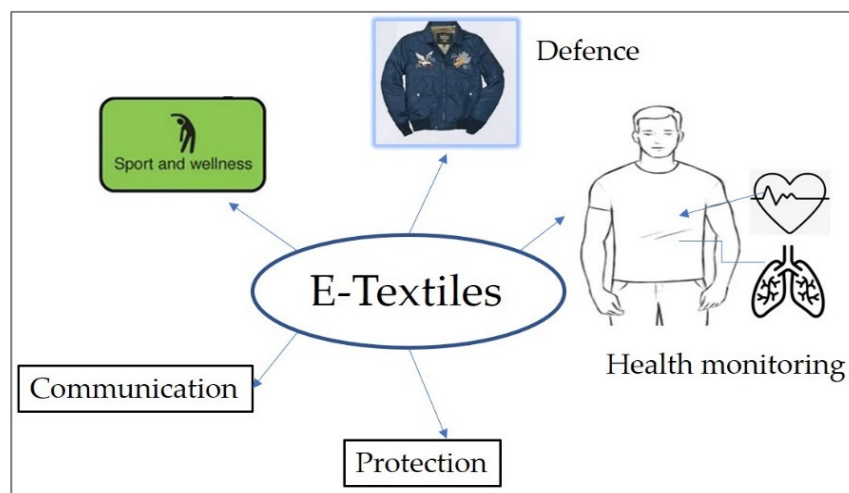 Defence
Sport and wellness
E-Textiles
Health monitoring
Communication
Protection